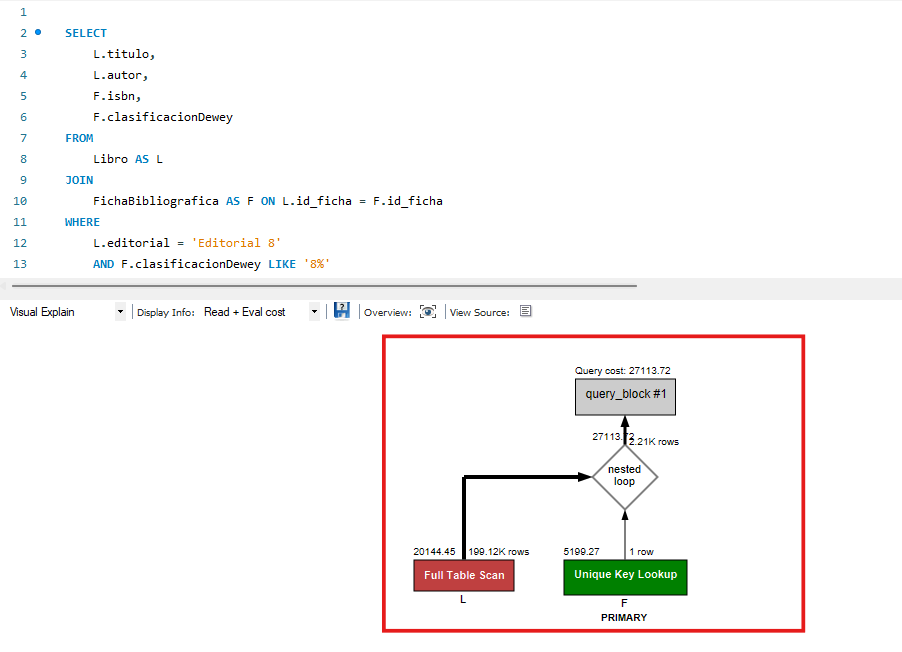 1
2 SELECT
3 L.titulo,
4 L.autor,
5 F.isbn,
6 F.clasificacionDewey
7 FROM
8 Libro AS L
9 JOIN
10 FichaBibliografica AS F ON L.id_ficha = F.id_ficha
11 WHERE
12 L.editorial = 'Editorial 8'
13 AND F.clasificacionDewey LIKE '8%'
Visual Explain Display Info: Read + Eval cost Overview: View Source:
Query cost: 27113.72
query_block #1
27113.72 2.21K rows
nested
loop
20144.45 199.12K rows 5199.27 1 row
Full Table Scan Unique Key Lookup
L F
PRIMARY